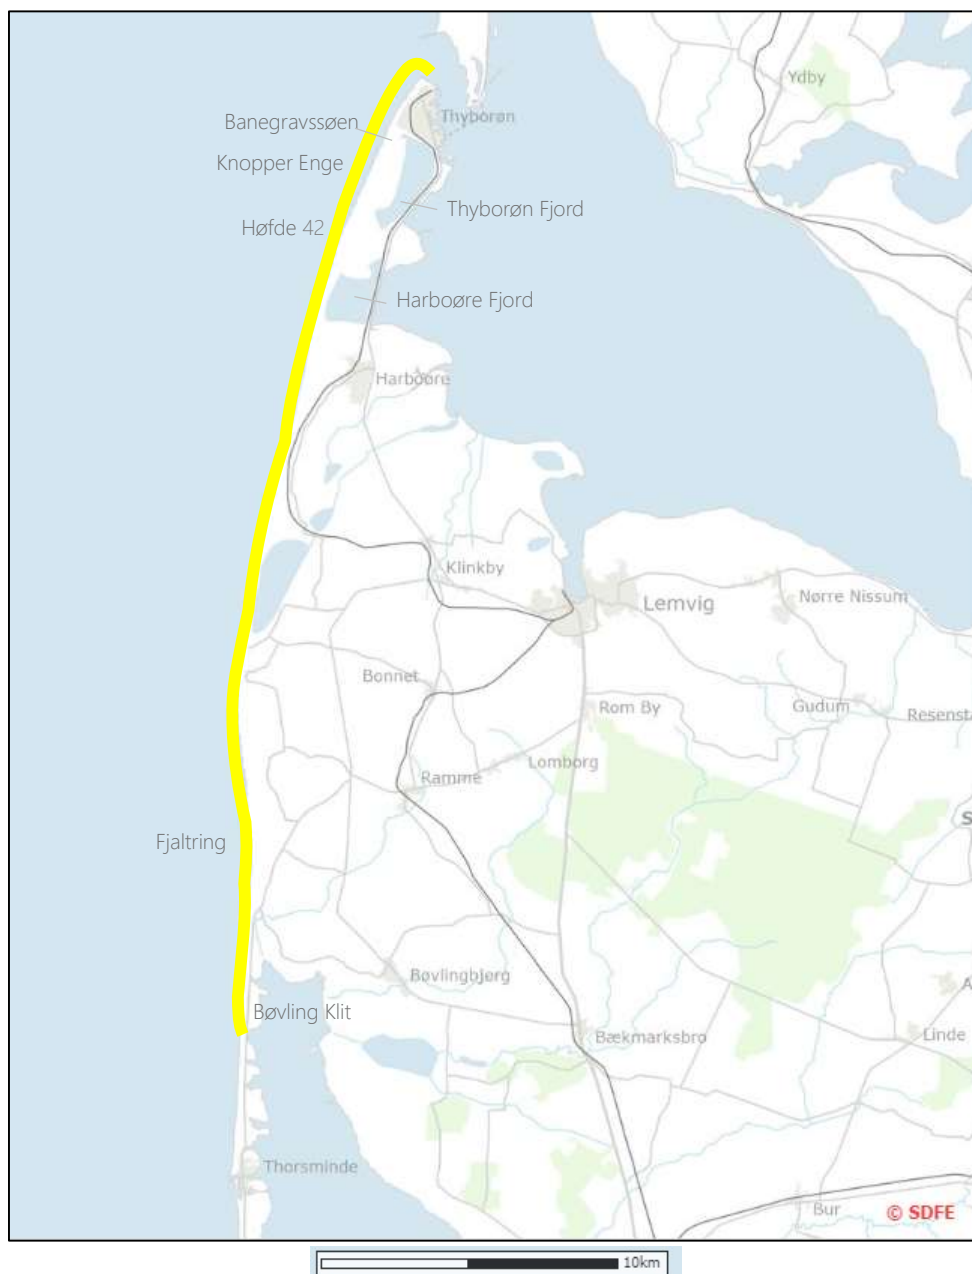 Ydby
Thyborøn
Banegravssøen
Knopper Enge
Thyborøn Fjord
Høfde 42
Harboøre Fjord
Harboøre
Klinkby
Lemvig
Nørre Nissum
Bonnet
Rom By
Gudum
Resensta
Lomborg
Ramme
S
Fjaltring
Bøvlingbjerg
A
Bøvling Klit
Bækmarksbro
Linde
Thorsminde
Bur
© SDFE
10km